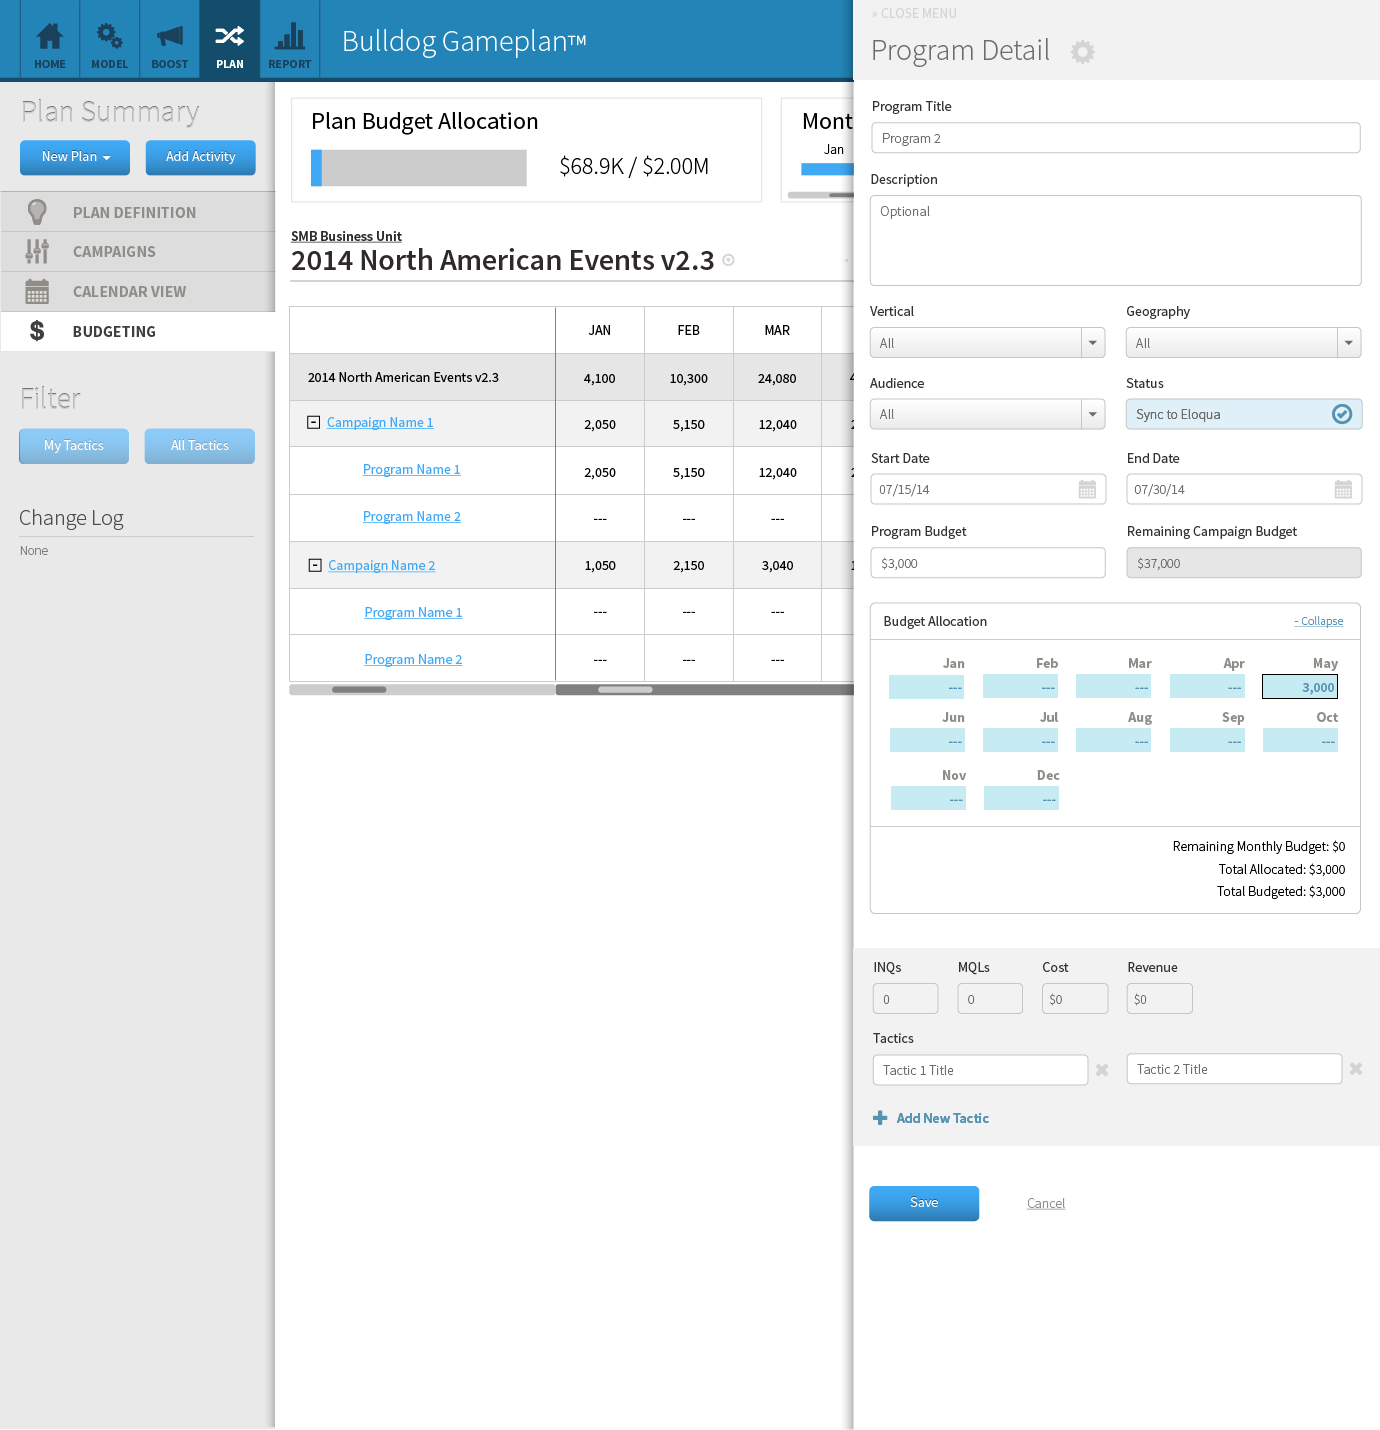 HOME MODEL BOOST PLAN REPORT
Bulldog Gameplan™
Plan Summary
New Plan Add Activity
PLAN DEFINITION
CAMPAIGNS
CALENDAR VIEW
BUDGETING
Filter
My Tactics All Tactics
Change Log
None
Plan Budget Allocation
$68.9K / $2.00M
Mont
Jan
SMB Business Unit
2014 North American Events v2.3
JAN FEB MAR
2014 North American Events v2.3 4,100 10,300 24,080
Campaign Name 1 2,050 5,150 12,040
Program Name 1 2,050 5,150 12,040
Program Name 2 --- --- ---
Campaign Name 2 1,050 2,150 3,040
Program Name 1 --- --- ---
Program Name 2 --- --- ---
» CLOSE MENU
Program Detail
Program Title
Program 2
Description
Optional
Vertical Geography
All All
Audience Status
All Sync to Eloqua
Start Date End Date
07/15/14 07/30/14
Program Budget Remaining Campaign Budget
$3,000 $37,000
Budget Allocation - Collapse
Jan Feb Mar Apr May
--- --- --- --- 3,000
Jun Jul Aug Sep Oct
--- --- --- --- ---
Nov Dec
--- ---
Remaining Monthly Budget: $0
Total Allocated: $3,000
Total Budgeted: $3,000
INQs MQLs Cost Revenue
0 0 $0 $0
Tactics
Tactic 1 Title Tactic 2 Title
Add New Tactic
Save Cancel